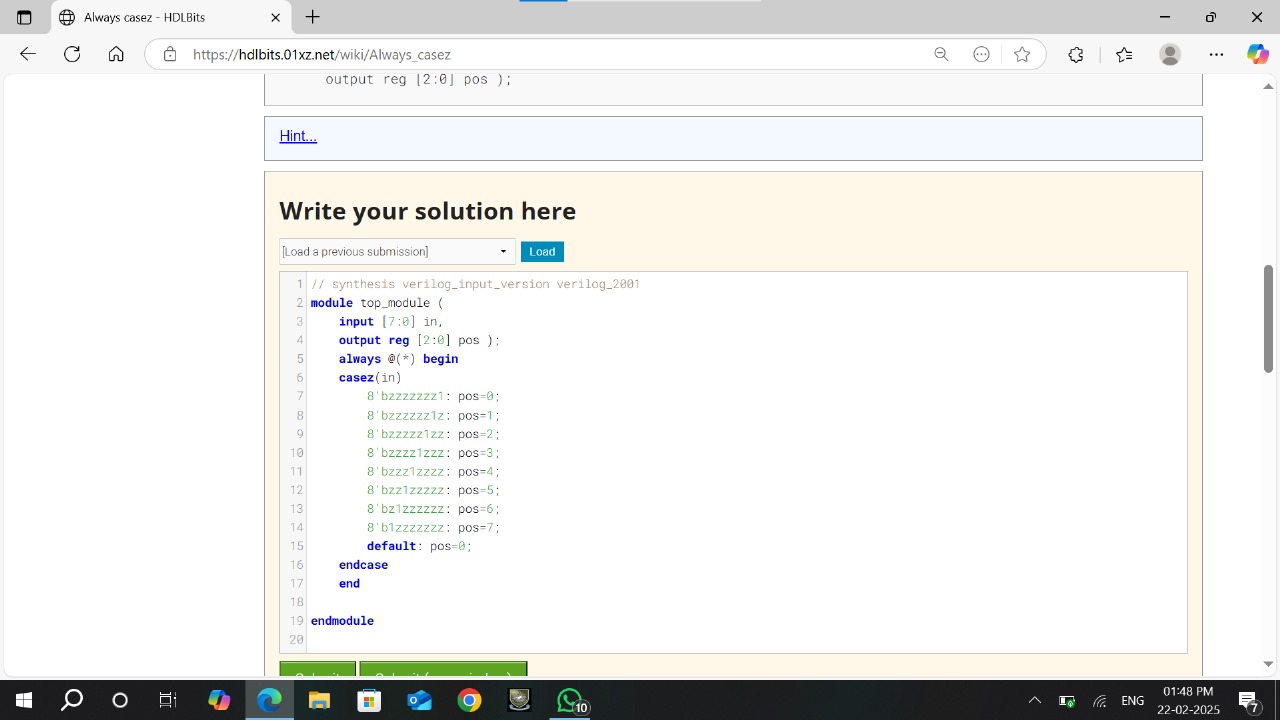 Always casez - HDLBits
https://hdlbits.01xz.net/wiki/Always_casez
output reg [2:0] pos );
Hint...
Write your solution here
[Load a previous submission]
Load
1 // synthesis verilog_input_version verilog_2001
2 module top_module (
3 input [7:0] in,
4 output reg [2:0] pos );
5 always @(*) begin
6 casez(in)
7 8'bzzzzzzz1: pos=0;
8 8'bzzzzzz1z: pos=1;
9 8'bzzzzz1zz: pos=2;
10 8'bzzzz1zzz: pos=3;
11 8'bzzz1zzzz: pos=4;
12 8'bzz1zzzzz: pos=5;
13 8'bz1zzzzzz: pos=6;
14 8'b1zzzzzzz: pos=7;
15 default: pos=0;
16 endcase
17 end
18
19 endmodule
20
10
ENG
01:48 PM
22-02-2025
7